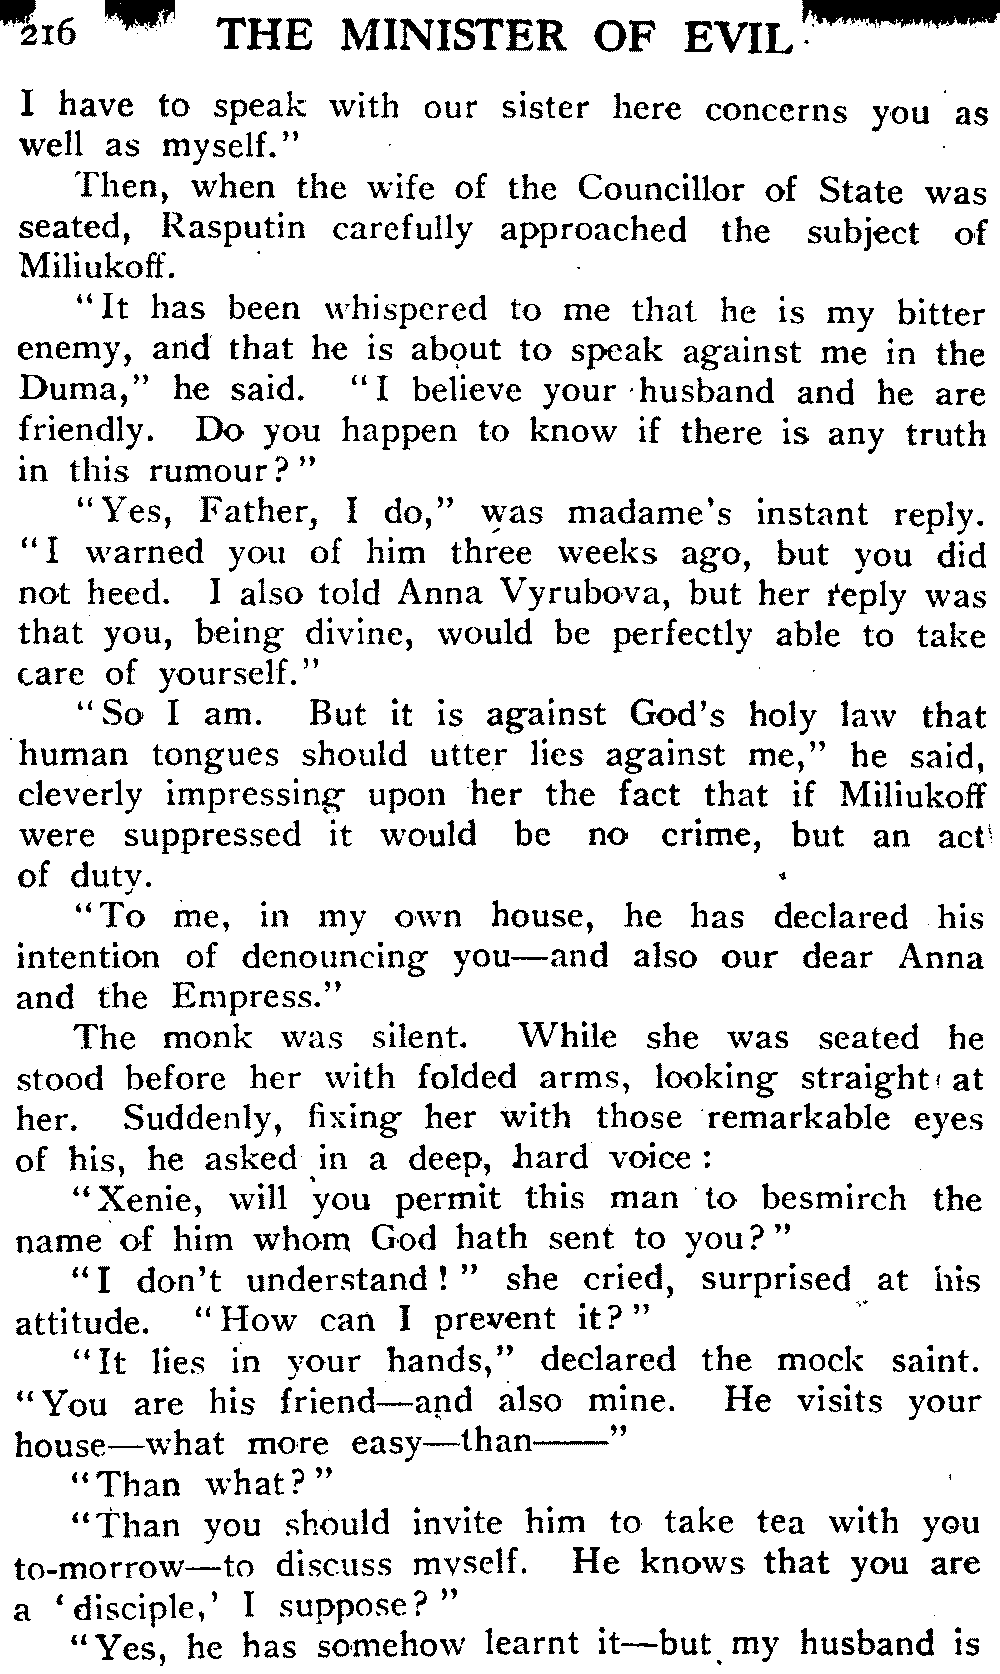 216 THE MINISTER OF EVIL
I have to speak with our sister here concerns you as
well as myself."
Then, when the wife of the Councillor of State was
seated, Rasputin carefully approached the subject of
Miliukoff.
"It has been whispered to me that he is my bitter
enemy, and that he is about to speak against me in the
Duma," he said. "I believe your husband and he are
friendly. Do you happen to know if there is any truth
in this rumour?"
"Yes, Father, I do," was madame's instant reply.
"I warned you of him three weeks ago, but you did
not heed. I also told Anna Vyrubova, but her reply was
that you, being divine, would be perfectly able to take
care of yourself."
"So I am. But it is against God's holy law that
human tongues should utter lies against me," he said,
cleverly impressing upon her the fact that if Miliukoff
were suppressed it would be no crime, but an act
of duty.
"To me, in my own house, he has declared his
intention of denouncing you—and also our dear Anna
and the Empress."
The monk was silent. While she was seated he
stood before her with folded arms, looking straight at
her. Suddenly, fixing her with those remarkable eyes
of his, he asked in a deep, hard voice:
"Xenie, will you permit this man to besmirch the
name of him whom God hath sent to you?"
"I don't understand!" she cried, surprised at his
attitude. "How can I prevent it?"
"It lies in your hands," declared the mock saint.
"You are his friend—and also mine. He visits your
house—what more easy—than——"
"Than what?"
"Than you should invite him to take tea with you
to-morrow—to discuss myself. He knows that you are
a 'disciple,' I suppose?"
"Yes, he has somehow learnt it—but my husband is